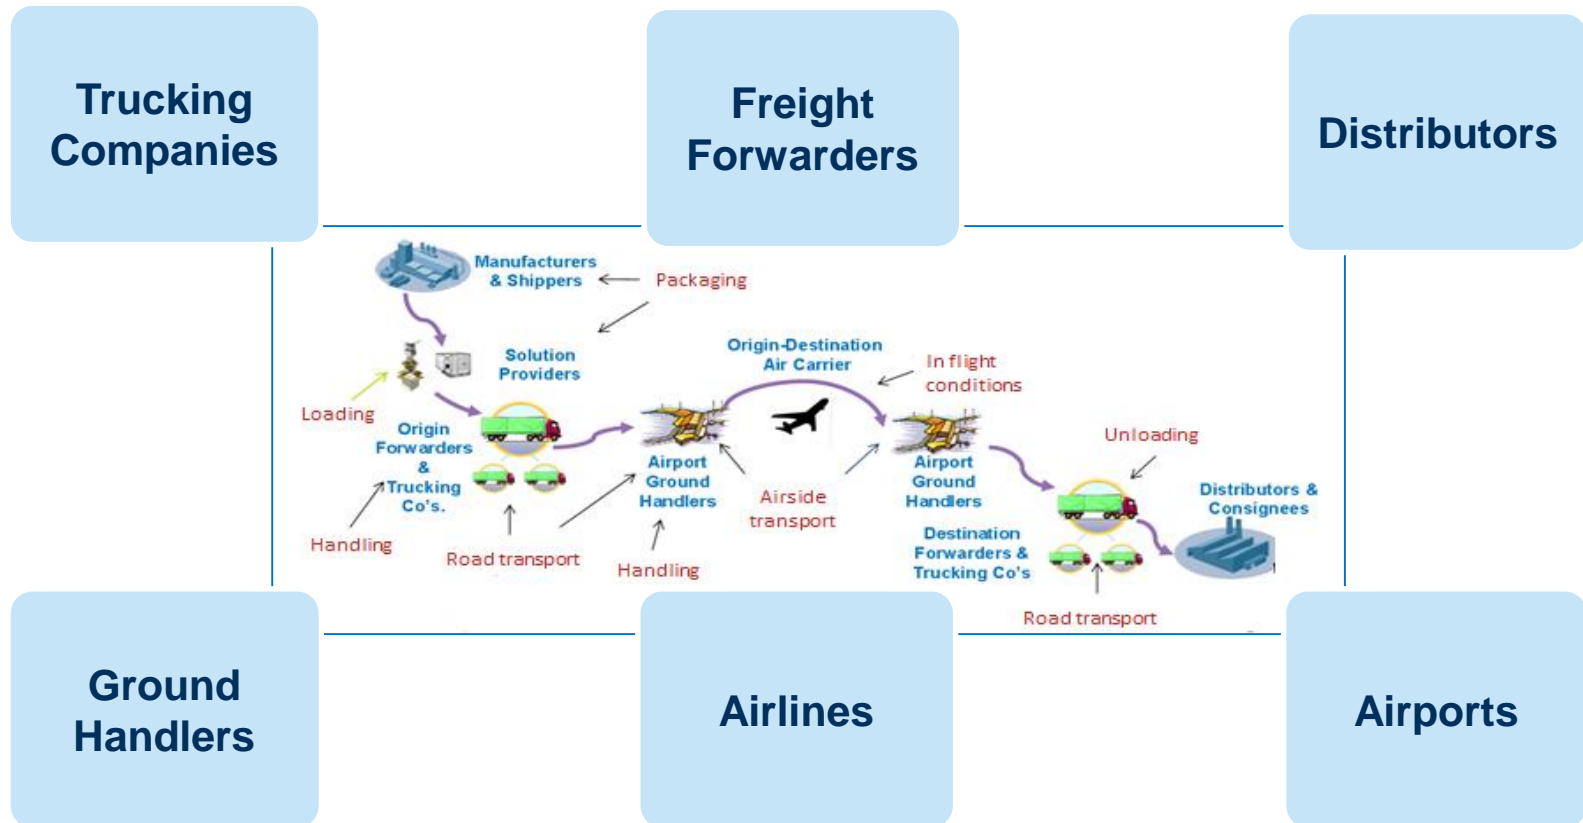 Trucking
Companies
Freight
Forwarders
Distributors
Manufacturers
& Shippers
Packaging
Solution
Providers
Origin-Destination
Air Carrier
In flight
conditions
Loading
Origin
Forwarders
&
Trucking
Co's.
Airport
Ground
Handlers
Airside
transport
Airport
Ground
Handlers
Unloading
Distributors &
Consignees
Handling
Road transport
Handling
Destination
Forwarders &
Trucking Co's
Road transport
Ground
Handlers
Airlines
Airports